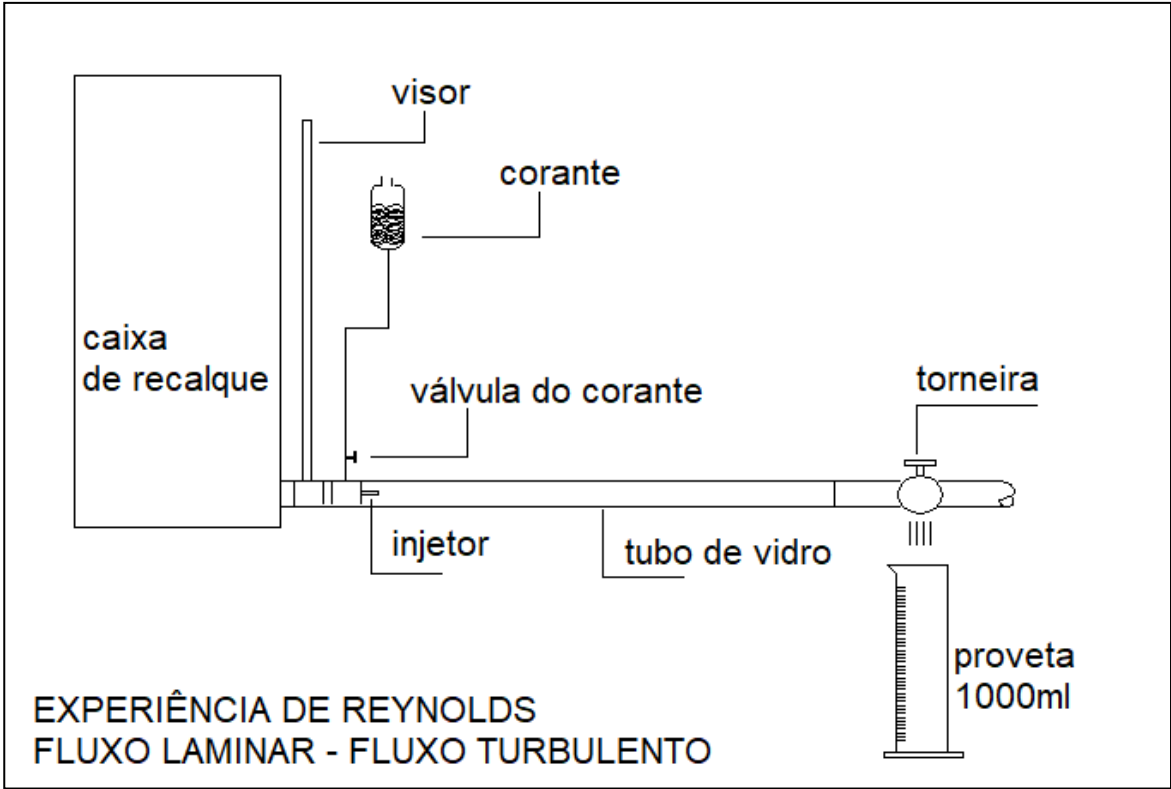 visor
corante
caixa
de recalque
válvula do corante
torneira
injetor
tubo de vidro
proveta
1000ml
EXPERIÊNCIA DE REYNOLDS
FLUXO LAMINAR - FLUXO TURBULENTO